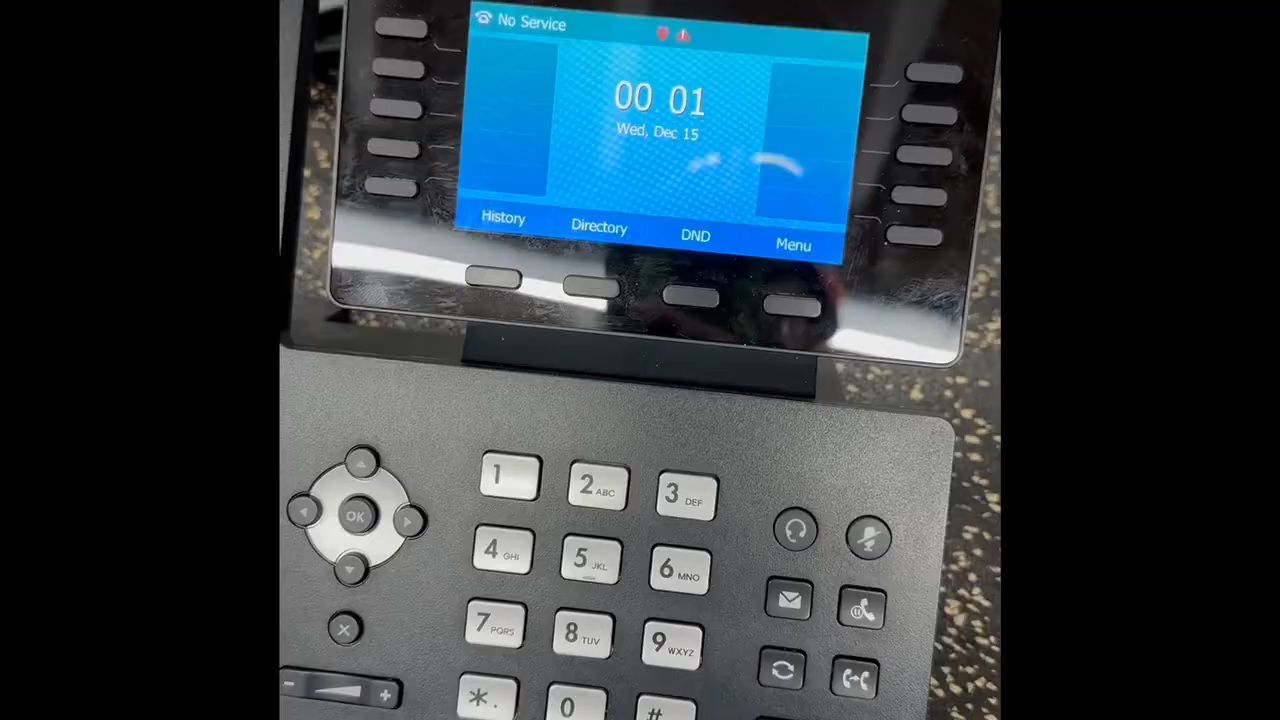 No Service
00 01
Wed, Dec 15
History Directory DND Menu
1 2 ABC 3 DEF
OK
4 GHI 5 JKL 6 MNO
7 PQRS 8 TUV 9 WXYZ
- +
*. 0 #